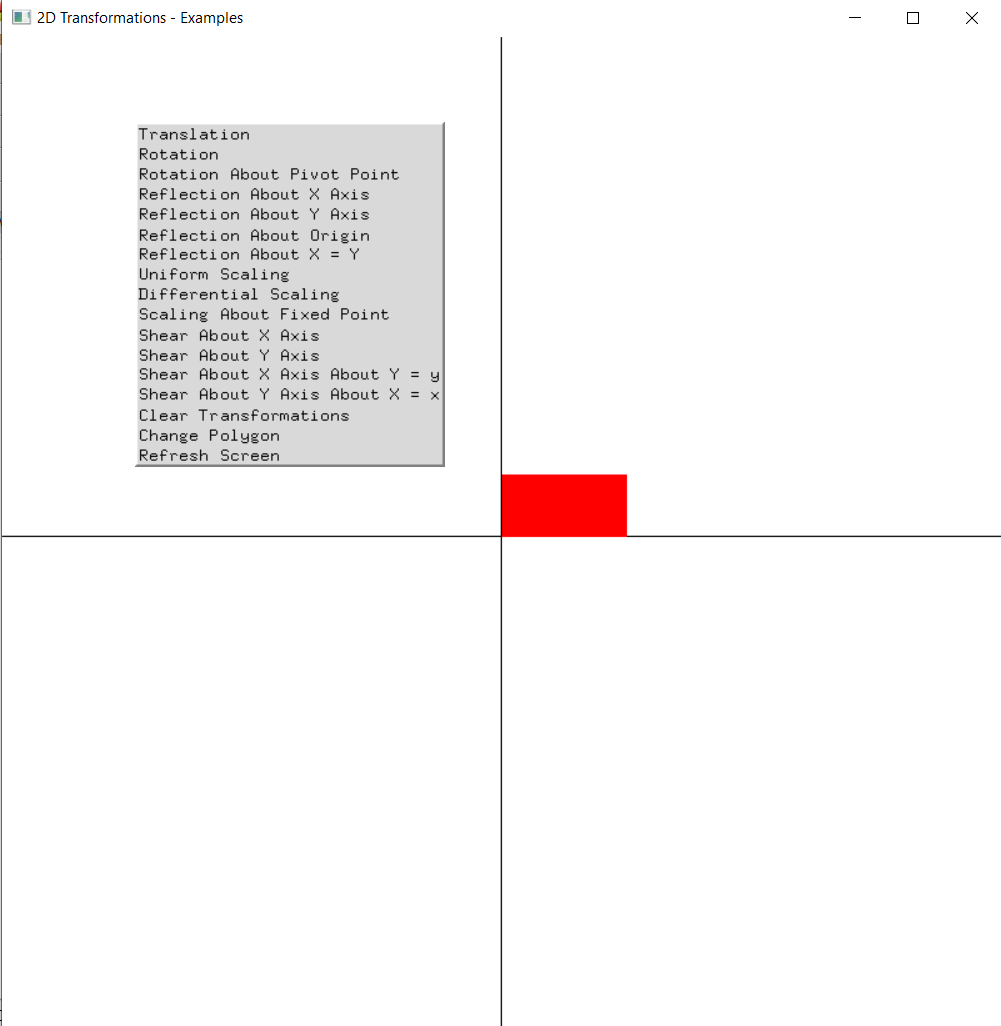 2D Transformations - Examples
Translation
Rotation
Rotation About Pivot Point
Reflection About X Axis
Reflection About Y Axis
Reflection About Origin
Reflection About X = Y
Uniform Scaling
Differential Scaling
Scaling About Fixed Point
Shear About X Axis
Shear About Y Axis
Shear About X Axis About Y = y
Shear About Y Axis About X = x
Clear Transformations
Change Polygon
Refresh Screen